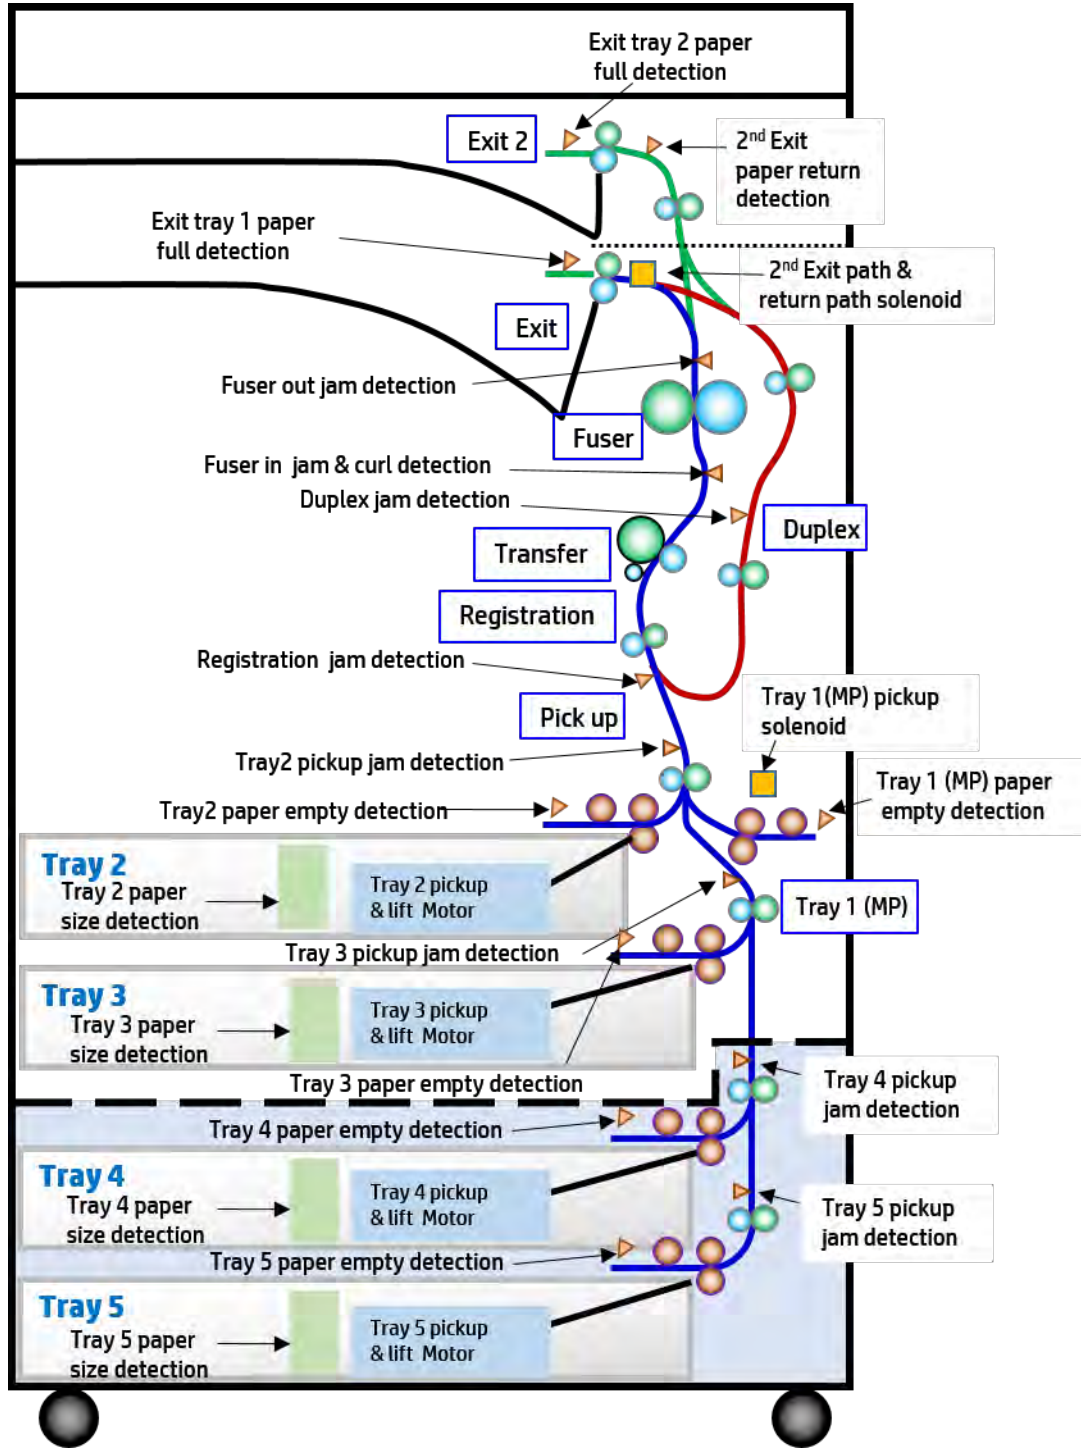 Exit tray 2 paper
full detection
Exit 2
2nd Exit
paper return
detection
Exit tray 1 paper
full detection
2nd Exit path &
return path solenoid
Exit
Fuser out jam detection
Fuser
Fuser in jam & curl detection
Duplex jam detection
Duplex
Transfer
Registration
Registration jam detection
Tray 1(MP) pickup
solenoid
Pick up
Tray2 pickup jam detection
Tray 1 (MP) paper
empty detection
Tray2 paper empty detection
Tray 2
Tray 2 paper
size detection
Tray 2 pickup
& lift Motor
Tray 1 (MP)
Tray 3 pickup jam detection
Tray 3
Tray 3 paper
size detection
Tray 3 pickup
& lift Motor
Tray 3 paper empty detection
Tray 4 pickup
jam detection
Tray 4 paper empty detection
Tray 4
Tray 4 paper
size detection
Tray 4 pickup
& lift Motor
Tray 5 pickup
jam detection
Tray 5 paper empty detection
Tray 5
Tray 5 paper
size detection
Tray 5 pickup
& lift Motor